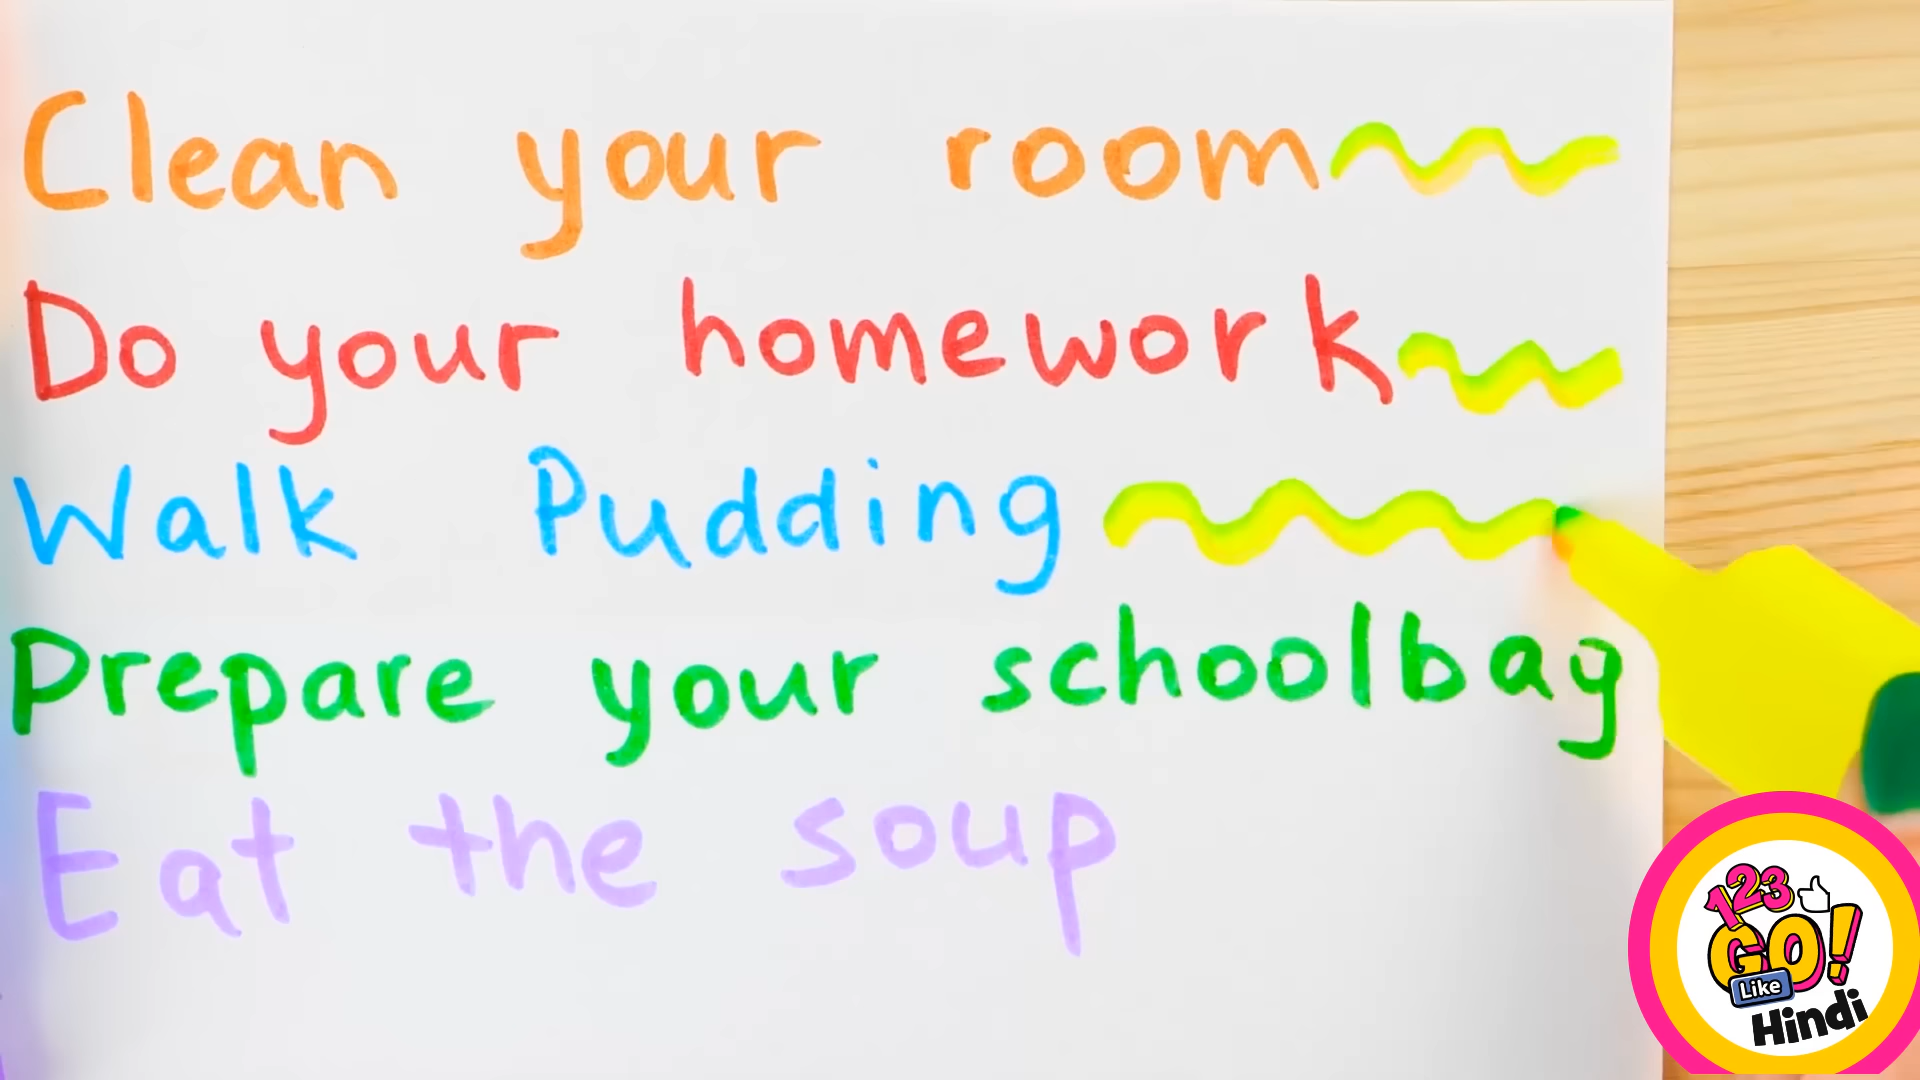 Clean your room
Do your homework
Walk Pudding
Prepare your schoolbag
Eat the soup
123
GO!
Like
Hindi